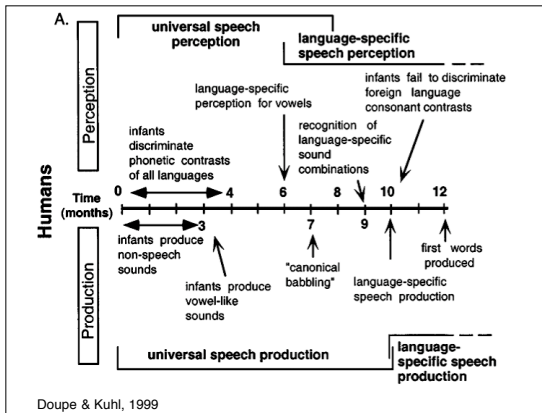 A.
universal speech
perception
language-specific
speech perception
Perception
language-specific
perception for vowels
infants fail to discriminate
foreign language
consonant contrasts
infants
discriminate
phonetic contrasts
of all languages
recognition of
language-specific
sound
combinations
Humans
0 4 6 8 10 12
Time
(months)
3 7 9
infants produce
non-speech
sounds
infants produce
vowel-like
sounds
"canonical
babbling"
language-specific
speech production
first words
produced
Production
universal speech production
language-
specific speech
production
Doupe & Kuhl, 1999